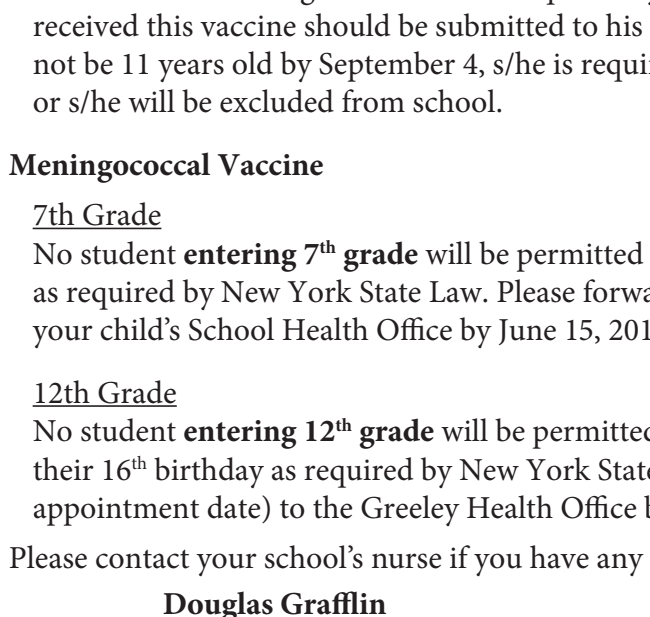 received this vaccine should be submitted to his
not be 11 years old by September 4, s/he is requi
or s/he will be excluded from school.
Meningococcal Vaccine
7th Grade
No student entering 7th grade will be permitted
as required by New York State Law. Please forwa
your child’s School Health Office by June 15, 201
12th Grade
No student entering 12th grade will be permitted
their 16th birthday as required by New York State
appointment date) to the Greeley Health Office b
Please contact your school’s nurse if you have any
Douglas Grafflin